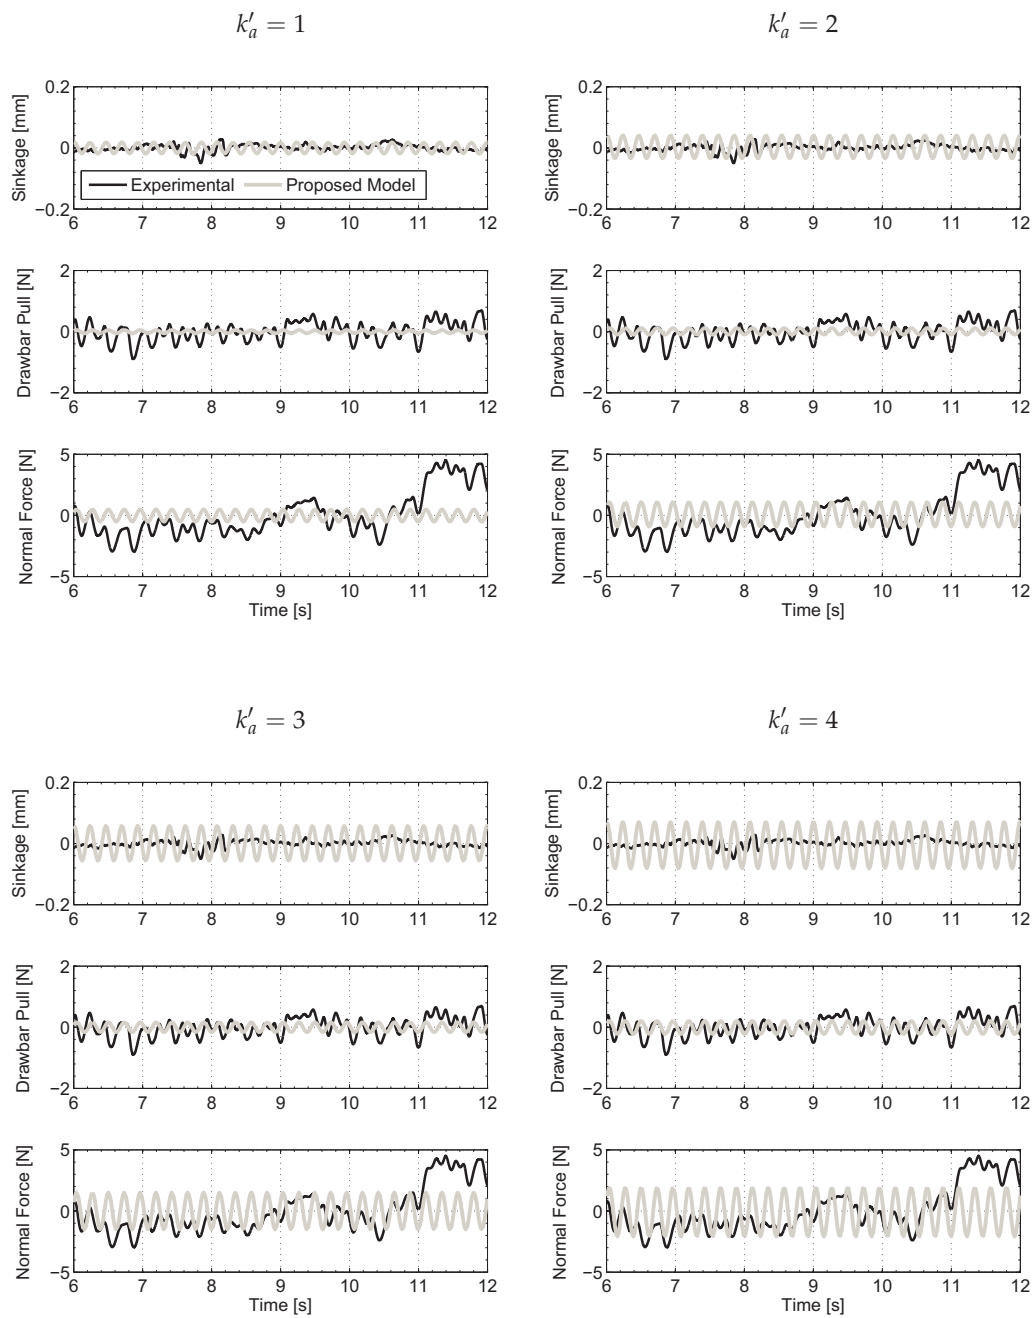 k′ₐ = 1
0.2
0
−0.2
Sinkage [mm]
Experimental Proposed Model
6 7 8 9 10 11 12
2
0
−2
Drawbar Pull [N]
6 7 8 9 10 11 12
5
0
−5
Normal Force [N]
6 7 8 9 10 11 12
Time [s]
k′ₐ = 2
0.2
0
−0.2
Sinkage [mm]
6 7 8 9 10 11 12
2
0
−2
Drawbar Pull [N]
6 7 8 9 10 11 12
5
0
−5
Normal Force [N]
6 7 8 9 10 11 12
Time [s]
k′ₐ = 3
0.2
0
−0.2
Sinkage [mm]
6 7 8 9 10 11 12
2
0
−2
Drawbar Pull [N]
6 7 8 9 10 11 12
5
0
−5
Normal Force [N]
6 7 8 9 10 11 12
Time [s]
k′ₐ = 4
0.2
0
−0.2
Sinkage [mm]
6 7 8 9 10 11 12
2
0
−2
Drawbar Pull [N]
6 7 8 9 10 11 12
5
0
−5
Normal Force [N]
6 7 8 9 10 11 12
Time [s]